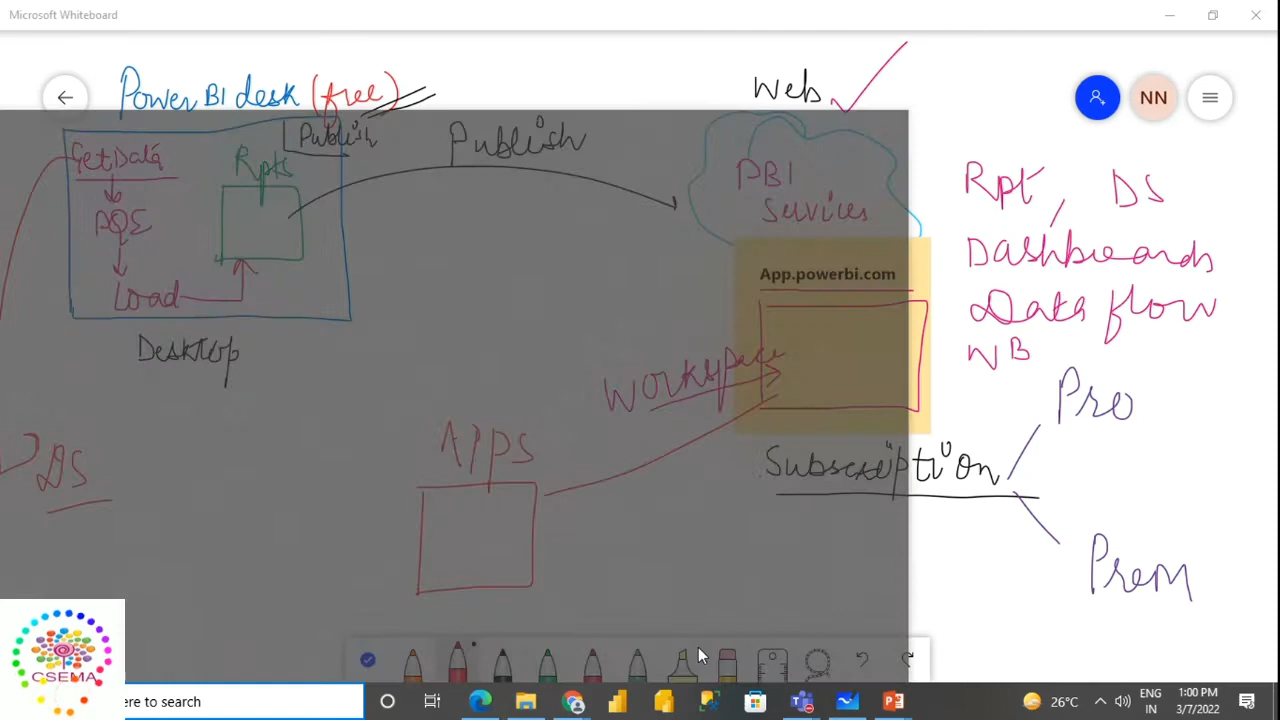 Microsoft Whiteboard
Power BI desk (free)
Web
NN
Publish
Publish
GetData
Rpts
PBI
Services
Rpt, DS
PQE
Dashboards
App.powerbi.com
Data flow
Load
WB
Desktop
Workspace
Pro
APPS
DS
Subscription
Prem
CSEMA
ere to search
26°C
ENG
IN
1:00 PM
3/7/2022